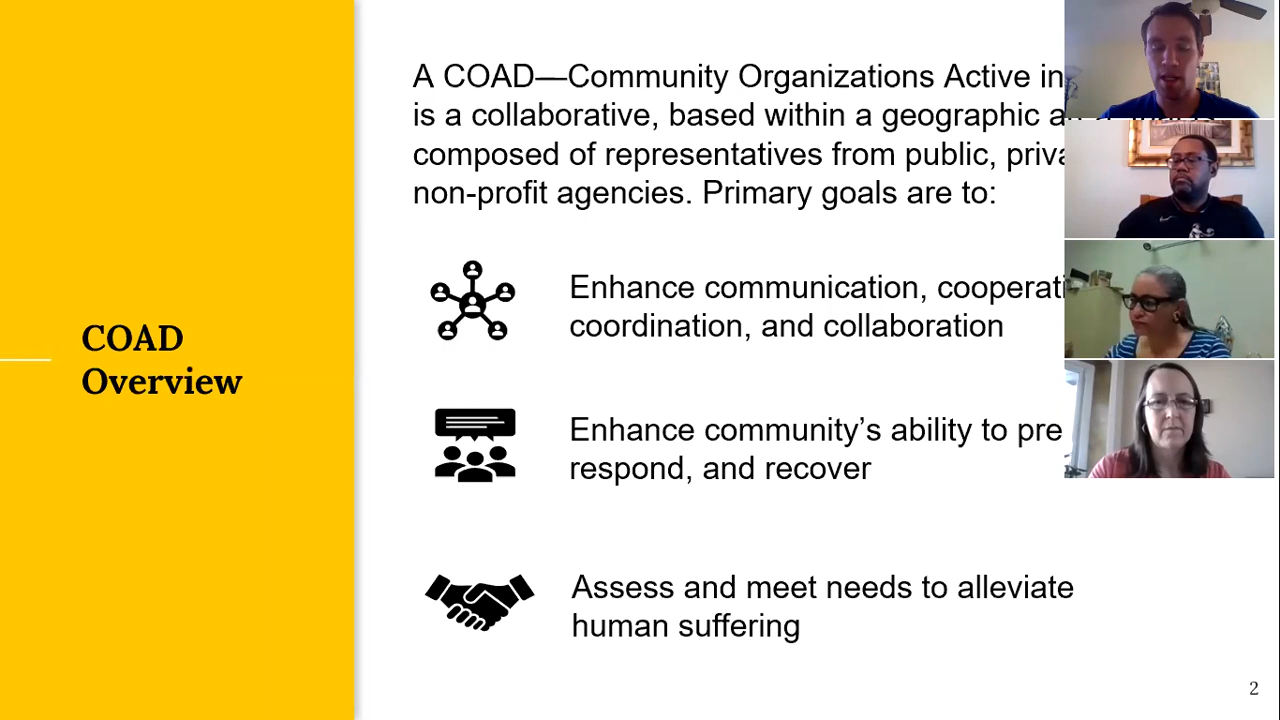 COAD
Overview
A COAD—Community Organizations Active in
is a collaborative, based within a geographic a
composed of representatives from public, priva
non-profit agencies. Primary goals are to:
Enhance communication, cooperati
coordination, and collaboration
Enhance community’s ability to pre
respond, and recover
Assess and meet needs to alleviate
human suffering
2